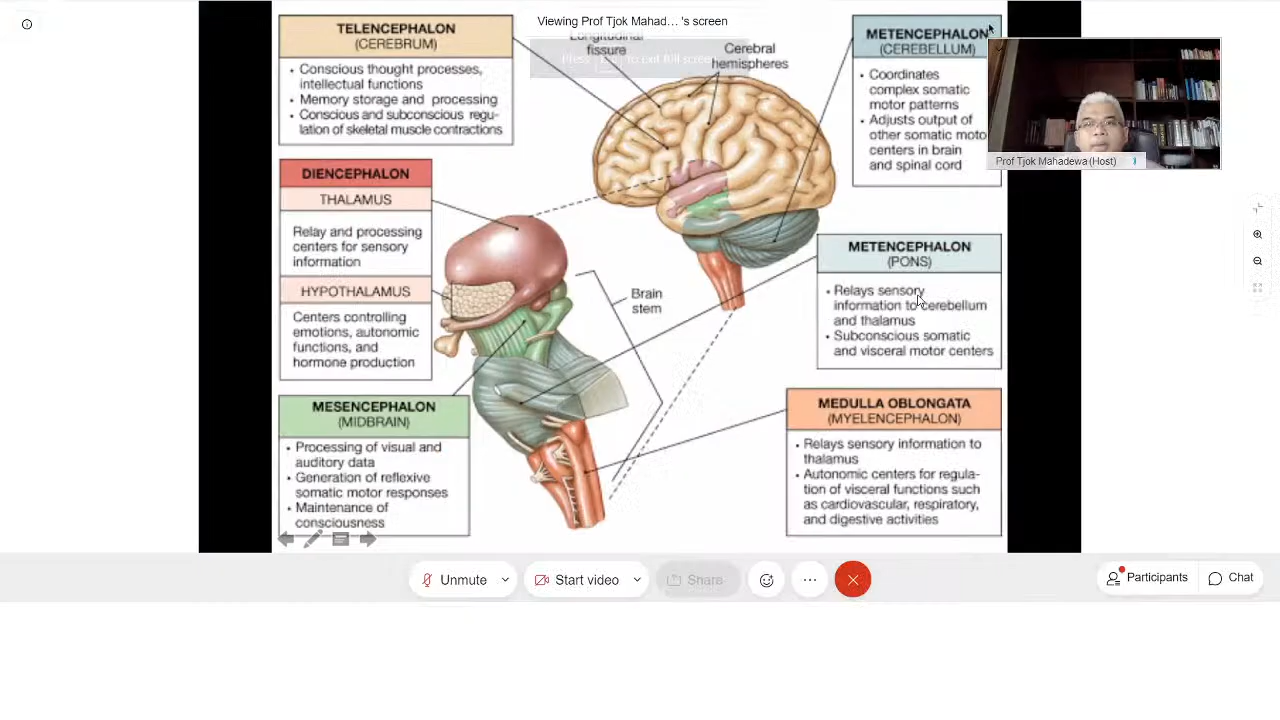 Viewing Prof Tjok Mahad... 's screen
TELENCEPHALON
(CEREBRUM)
• Conscious thought processes,
intellectual functions
• Memory storage and processing
• Conscious and subconscious regu-
lation of skeletal muscle contractions
Longitudinal
fissure
Press Esc to exit full screen
Cerebral
hemispheres
METENCEPHALON
(CEREBELLUM)
• Coordinates
complex somatic
motor patterns
• Adjusts output of
other somatic moto
centers in brain
and spinal cord
Prof Tjok Mahadewa (Host)
DIENCEPHALON
THALAMUS
Relay and processing
centers for sensory
information
HYPOTHALAMUS
Centers controlling
emotions, autonomic
functions, and
hormone production
Brain
stem
METENCEPHALON
(PONS)
• Relays sensory
information to cerebellum
and thalamus
• Subconscious somatic
and visceral motor centers
MESENCEPHALON
(MIDBRAIN)
• Processing of visual and
auditory data
• Generation of reflexive
somatic motor responses
• Maintenance of
consciousness
MEDULLA OBLONGATA
(MYELENCEPHALON)
• Relays sensory information to
thalamus
• Autonomic centers for regula-
tion of visceral functions such
as cardiovascular, respiratory,
and digestive activities
Unmute
Start video
Share
Participants
Chat